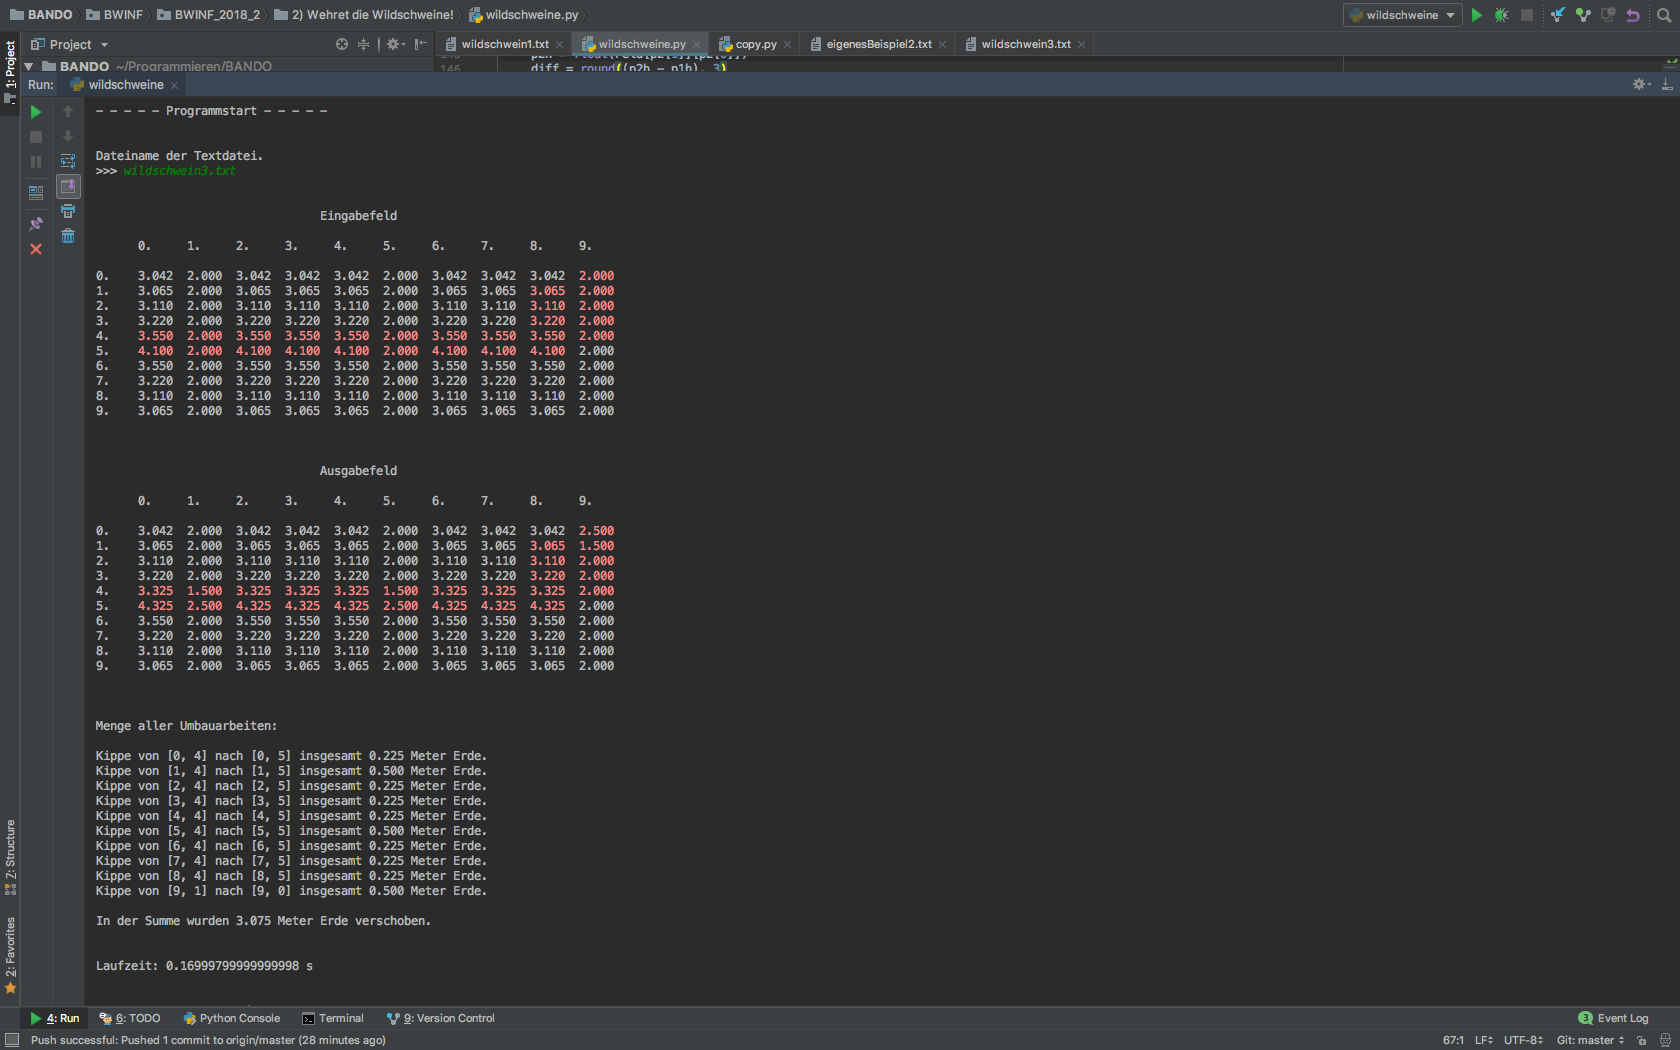 BANDO BWINF BWINF_2018_2 2) Wehret die Wildschweine! wildschweine.py wildschweine
Project wildschwein1.txt wildschweine.py copy.py eigenesBeispiel2.txt wildschwein3.txt
BANDO ~/Programmieren/BANDO
146 diff = round((p2h - p1h), 3)
Run: wildschweine
1: Project
- - - - - Programmstart - - - - -
Dateiname der Textdatei.
>>> wildschwein3.txt
Eingabefeld
0. 1. 2. 3. 4. 5. 6. 7. 8. 9.
0. 3.042 2.000 3.042 3.042 3.042 2.000 3.042 3.042 3.042 2.000
1. 3.065 2.000 3.065 3.065 3.065 2.000 3.065 3.065 3.065 2.000
2. 3.110 2.000 3.110 3.110 3.110 2.000 3.110 3.110 3.110 2.000
3. 3.220 2.000 3.220 3.220 3.220 2.000 3.220 3.220 3.220 2.000
4. 3.550 2.000 3.550 3.550 3.550 2.000 3.550 3.550 3.550 2.000
5. 4.100 2.000 4.100 4.100 4.100 2.000 4.100 4.100 4.100 2.000
6. 3.550 2.000 3.550 3.550 3.550 2.000 3.550 3.550 3.550 2.000
7. 3.220 2.000 3.220 3.220 3.220 2.000 3.220 3.220 3.220 2.000
8. 3.110 2.000 3.110 3.110 3.110 2.000 3.110 3.110 3.110 2.000
9. 3.065 2.000 3.065 3.065 3.065 2.000 3.065 3.065 3.065 2.000
Ausgabefeld
0. 1. 2. 3. 4. 5. 6. 7. 8. 9.
0. 3.042 2.000 3.042 3.042 3.042 2.000 3.042 3.042 3.042 2.500
1. 3.065 2.000 3.065 3.065 3.065 2.000 3.065 3.065 3.065 1.500
2. 3.110 2.000 3.110 3.110 3.110 2.000 3.110 3.110 3.110 2.000
3. 3.220 2.000 3.220 3.220 3.220 2.000 3.220 3.220 3.220 2.000
4. 3.325 1.500 3.325 3.325 3.325 1.500 3.325 3.325 3.325 2.000
5. 4.325 2.500 4.325 4.325 4.325 2.500 4.325 4.325 4.325 2.000
6. 3.550 2.000 3.550 3.550 3.550 2.000 3.550 3.550 3.550 2.000
7. 3.220 2.000 3.220 3.220 3.220 2.000 3.220 3.220 3.220 2.000
8. 3.110 2.000 3.110 3.110 3.110 2.000 3.110 3.110 3.110 2.000
9. 3.065 2.000 3.065 3.065 3.065 2.000 3.065 3.065 3.065 2.000
Menge aller Umbauarbeiten:
Kippe von [0, 4] nach [0, 5] insgesamt 0.225 Meter Erde.
Kippe von [1, 4] nach [1, 5] insgesamt 0.500 Meter Erde.
Kippe von [2, 4] nach [2, 5] insgesamt 0.225 Meter Erde.
Kippe von [3, 4] nach [3, 5] insgesamt 0.225 Meter Erde.
Kippe von [4, 4] nach [4, 5] insgesamt 0.225 Meter Erde.
Kippe von [5, 4] nach [5, 5] insgesamt 0.500 Meter Erde.
Kippe von [6, 4] nach [6, 5] insgesamt 0.225 Meter Erde.
Kippe von [7, 4] nach [7, 5] insgesamt 0.225 Meter Erde.
Kippe von [8, 4] nach [8, 5] insgesamt 0.225 Meter Erde.
Kippe von [9, 1] nach [9, 0] insgesamt 0.500 Meter Erde.
In der Summe wurden 3.075 Meter Erde verschoben.
Laufzeit: 0.16999799999999998 s
7: Structure
2: Favorites
4: Run 6: TODO Python Console Terminal 9: Version Control 3 Event Log
Push successful: Pushed 1 commit to origin/master (28 minutes ago) 67:1 LF UTF-8 Git: master